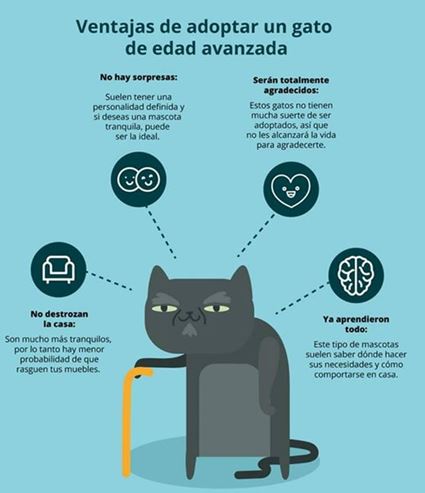 Ventajas de adoptar un gato
de edad avanzada
No hay sorpresas:
Suelen tener una
personalidad definida y
si deseas una mascota
tranquila, puede
ser la ideal.
Serán totalmente
agradecidos:
Estos gatos no tienen
mucha suerte de ser
adoptados, así que
no les alcanzará la vida
para agradecerte.
No destrozan
la casa:
Son mucho más tranquilos,
por lo tanto hay menor
probabilidad de que
rasguen tus muebles.
Ya aprendieron
todo:
Este tipo de mascotas
suelen saber dónde hacer
sus necesidades y cómo
comportarse en casa.